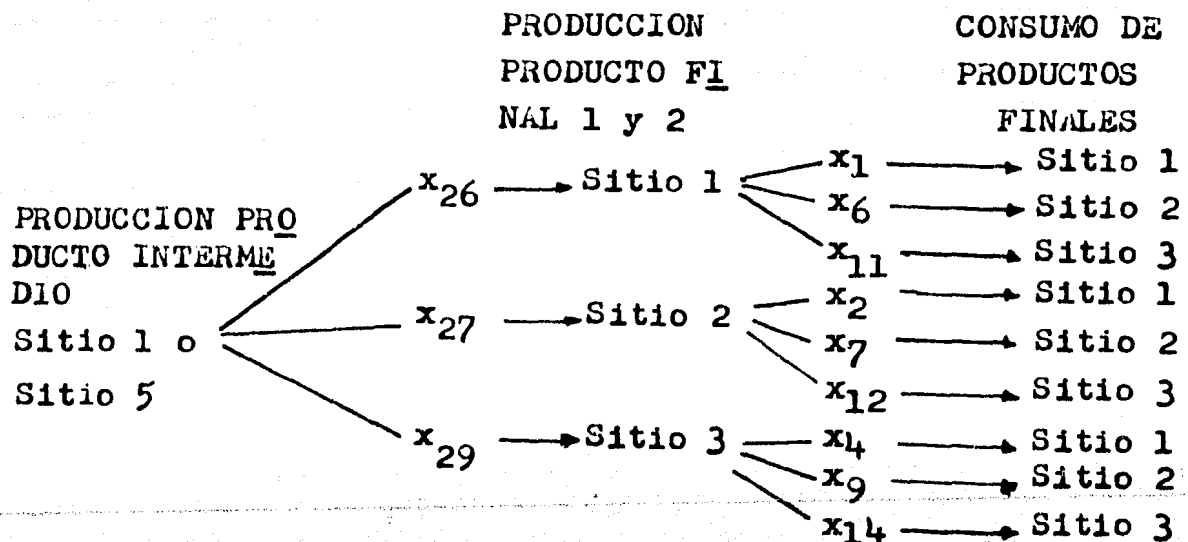 PRODUCCION
PRODUCTO FI
NAL 1 y 2
CONSUMO DE
PRODUCTOS
FINALES
PRODUCCION PRO
DUCTO INTERME
DIO
Sitio 1 o
Sitio 5
x26 Sitio 1 x1 Sitio 1
x6 Sitio 2
x11 Sitio 3
x27 Sitio 2 x2 Sitio 1
x7 Sitio 2
x12 Sitio 3
x29 Sitio 3 x4 Sitio 1
x9 Sitio 2
x14 Sitio 3